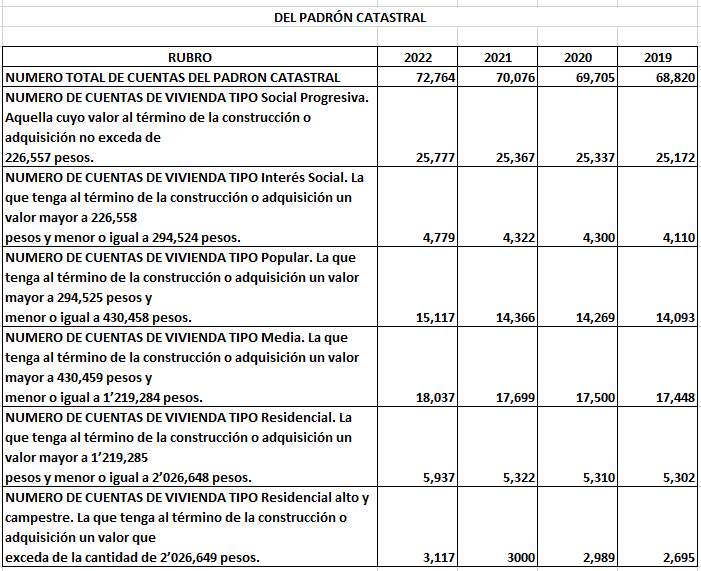 DEL PADRÓN CATASTRAL
RUBRO 2022 2021 2020 2019
NUMERO TOTAL DE CUENTAS DEL PADRON CATASTRAL 72,764 70,076 69,705 68,820
NUMERO DE CUENTAS DE VIVIENDA TIPO Social Progresiva.
Aquella cuyo valor al término de la construcción o
adquisición no exceda de
226,557 pesos. 25,777 25,367 25,337 25,172
NUMERO DE CUENTAS DE VIVIENDA TIPO Interés Social. La
que tenga al término de la construcción o adquisición un
valor mayor a 226,558
pesos y menor o igual a 294,524 pesos. 4,779 4,322 4,300 4,110
NUMERO DE CUENTAS DE VIVIENDA TIPO Popular. La que
tenga al término de la construcción o adquisición un valor
mayor a 294,525 pesos y
menor o igual a 430,458 pesos. 15,117 14,366 14,269 14,093
NUMERO DE CUENTAS DE VIVIENDA TIPO Media. La que
tenga al término de la construcción o adquisición un valor
mayor a 430,459 pesos y
menor o igual a 1’219,284 pesos. 18,037 17,699 17,500 17,448
NUMERO DE CUENTAS DE VIVIENDA TIPO Residencial. La
que tenga al término de la construcción o adquisición un
valor mayor a 1’219,285
pesos y menor o igual a 2’026,648 pesos. 5,937 5,322 5,310 5,302
NUMERO DE CUENTAS DE VIVIENDA TIPO Residencial alto y
campestre. La que tenga al término de la construcción o
adquisición un valor que
exceda de la cantidad de 2’026,649 pesos. 3,117 3000 2,989 2,695